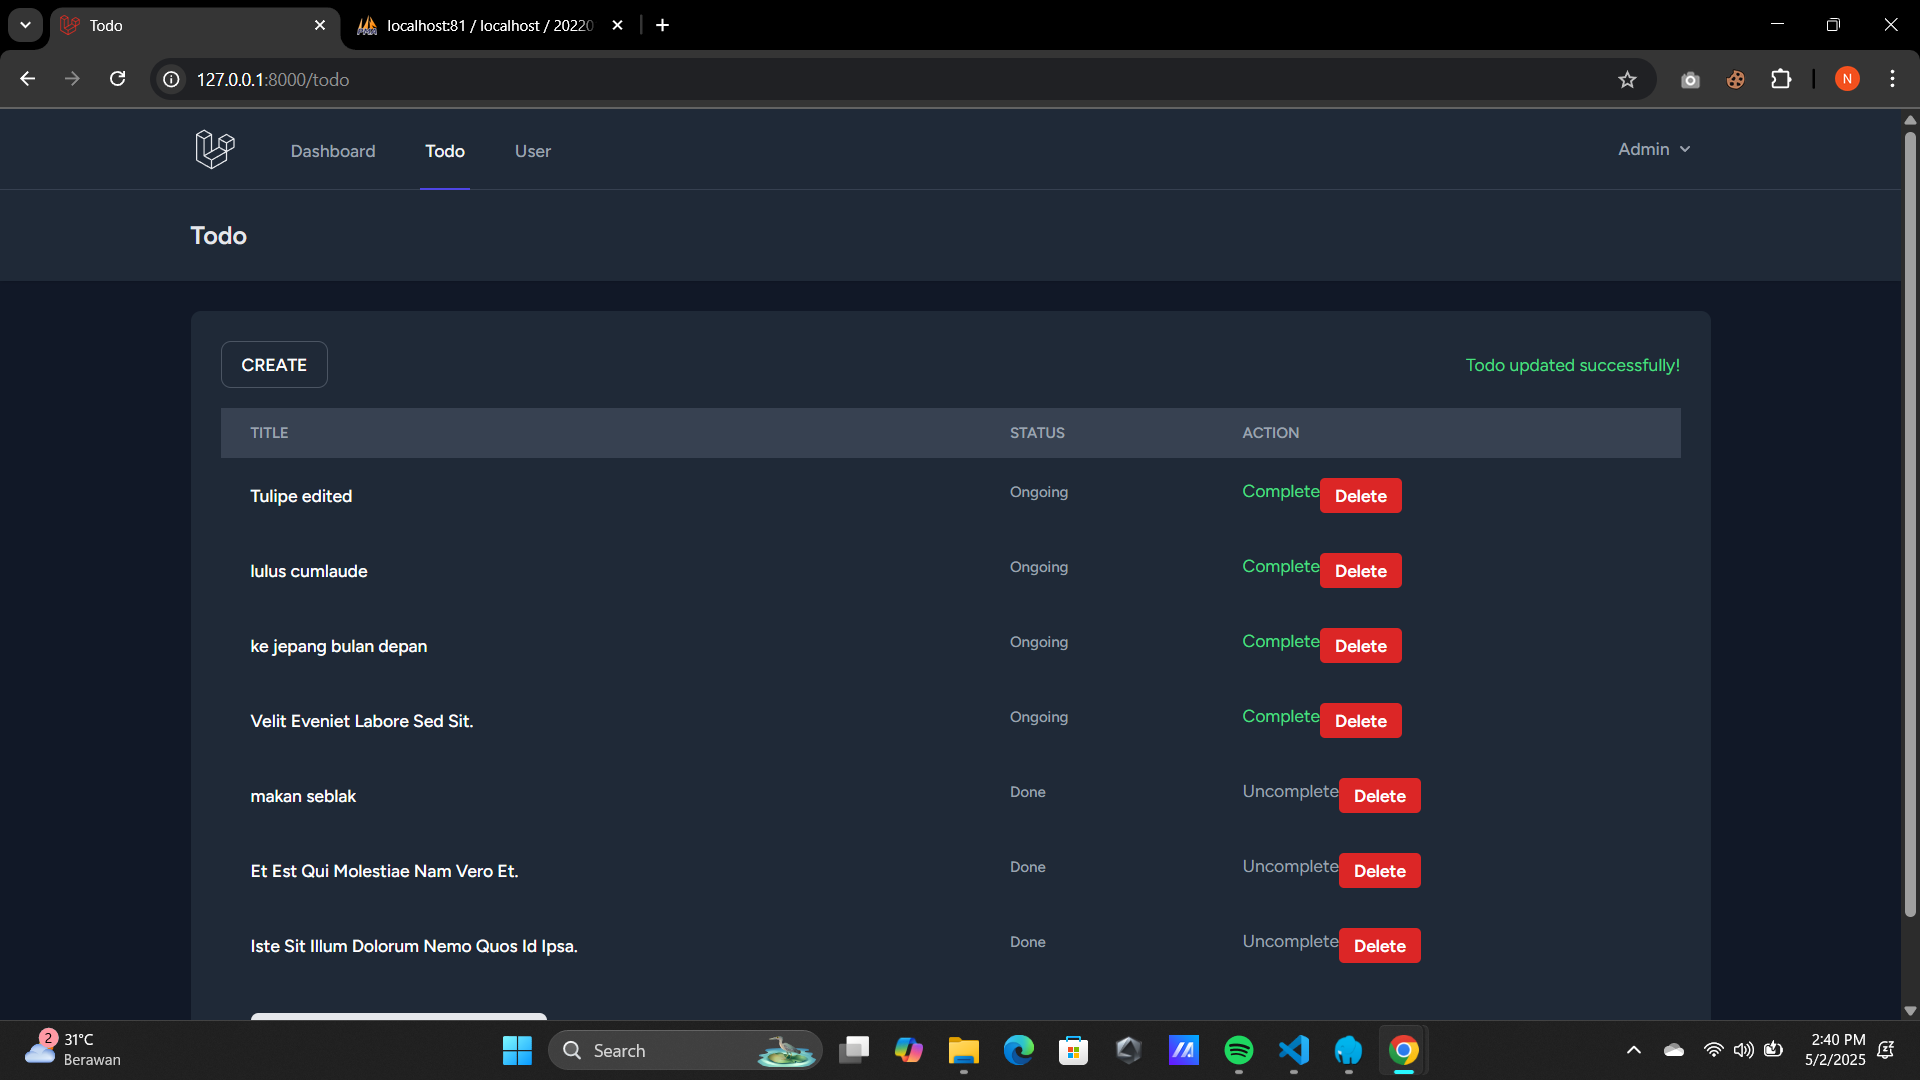 Todo
localhost:81 / localhost / 20220
127.0.0.1:8000/todo
N
Dashboard
Todo
User
Admin
Todo
CREATE
Todo updated successfully!
TITLE STATUS ACTION
Tulipe edited Ongoing Complete Delete
lulus cumlaude Ongoing Complete Delete
ke jepang bulan depan Ongoing Complete Delete
Velit Eveniet Labore Sed Sit. Ongoing Complete Delete
makan seblak Done Uncomplete Delete
Et Est Qui Molestiae Nam Vero Et. Done Uncomplete Delete
Iste Sit Illum Dolorum Nemo Quos Id Ipsa. Done Uncomplete Delete
2
31°C
Berawan
Search
2:40 PM
5/2/2025